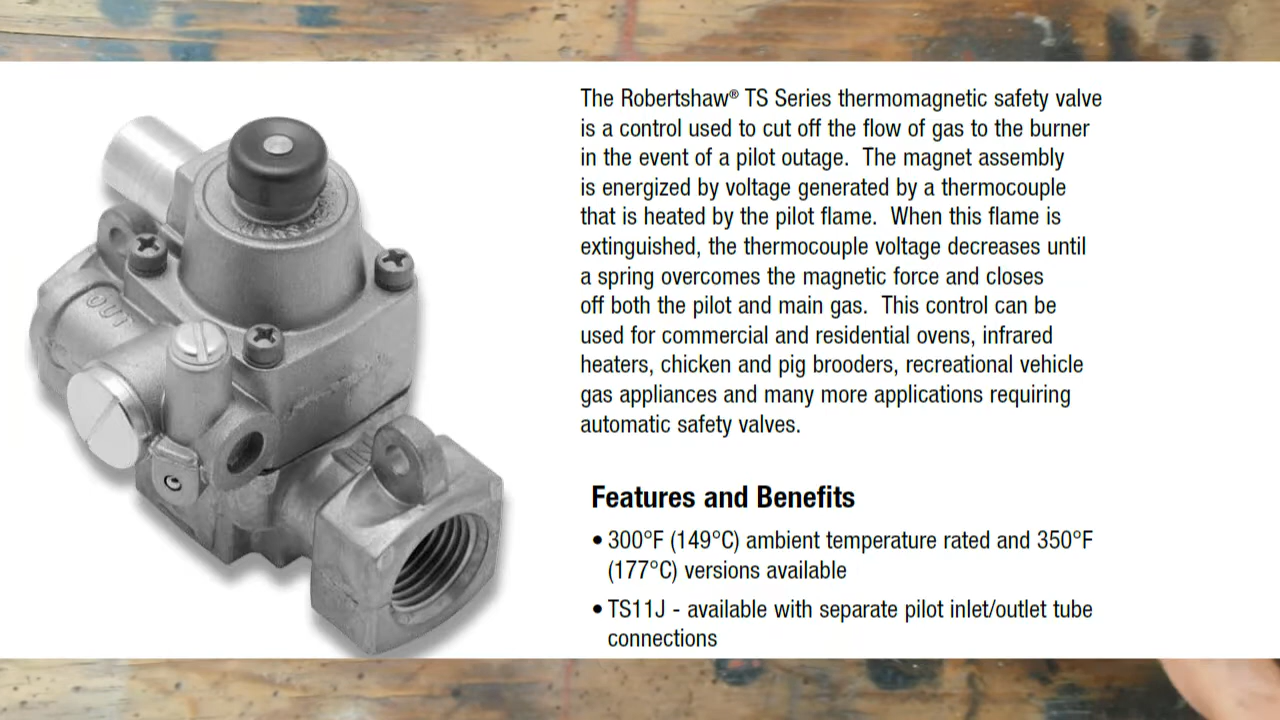 The Robertshaw® TS Series thermomagnetic safety valve
is a control used to cut off the flow of gas to the burner
in the event of a pilot outage.  The magnet assembly
is energized by voltage generated by a thermocouple
that is heated by the pilot flame.  When this flame is
extinguished, the thermocouple voltage decreases until
a spring overcomes the magnetic force and closes
off both the pilot and main gas.  This control can be
used for commercial and residential ovens, infrared
heaters, chicken and pig brooders, recreational vehicle
gas appliances and many more applications requiring
automatic safety valves.
OUT
Features and Benefits
• 300°F (149°C) ambient temperature rated and 350°F
(177°C) versions available
• TS11J - available with separate pilot inlet/outlet tube
connections